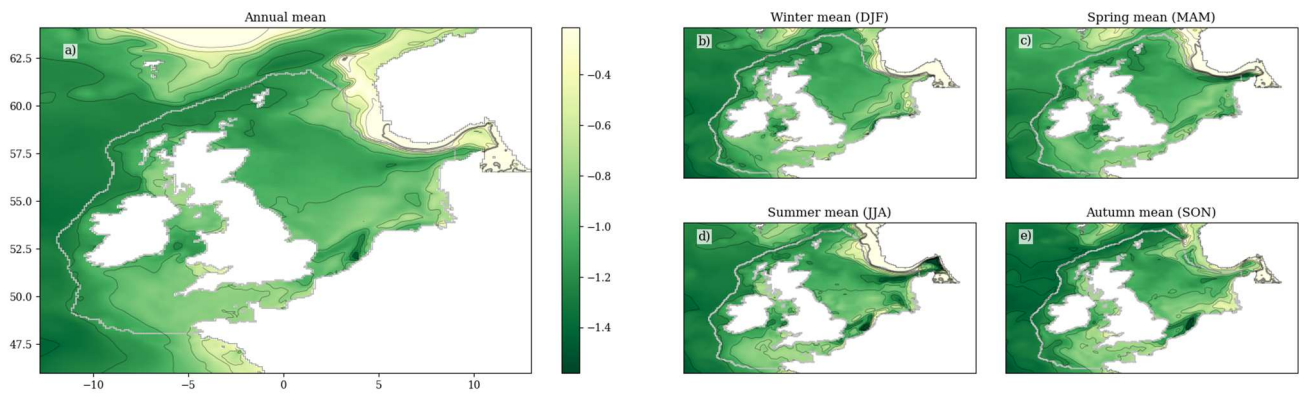 Annual mean
a)
62.5
60.0
57.5
55.0
52.5
50.0
47.5
−10
−5
0
5
10
−0.4
−0.6
−0.8
−1.0
−1.2
−1.4
Winter mean (DJF)
b)
Spring mean (MAM)
c)
Summer mean (JJA)
d)
Autumn mean (SON)
e)